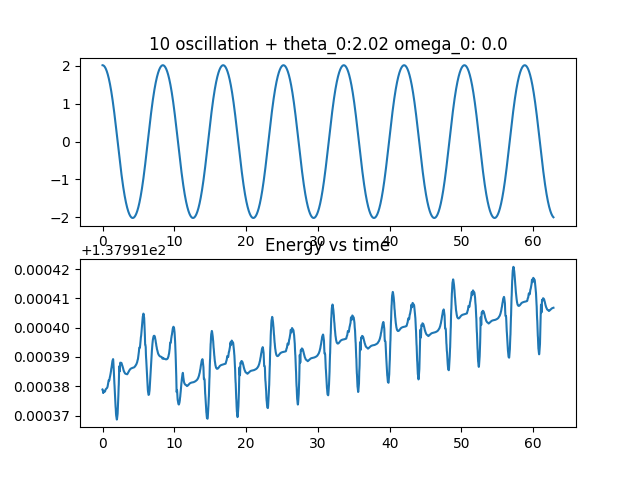 10 oscillation + theta_0:2.02 omega_0: 0.0
2
1
0
−1
−2
0 10 20 30 40 50 60
+1.37991e2
Energy vs time
0.00042
0.00041
0.00040
0.00039
0.00038
0.00037
0 10 20 30 40 50 60